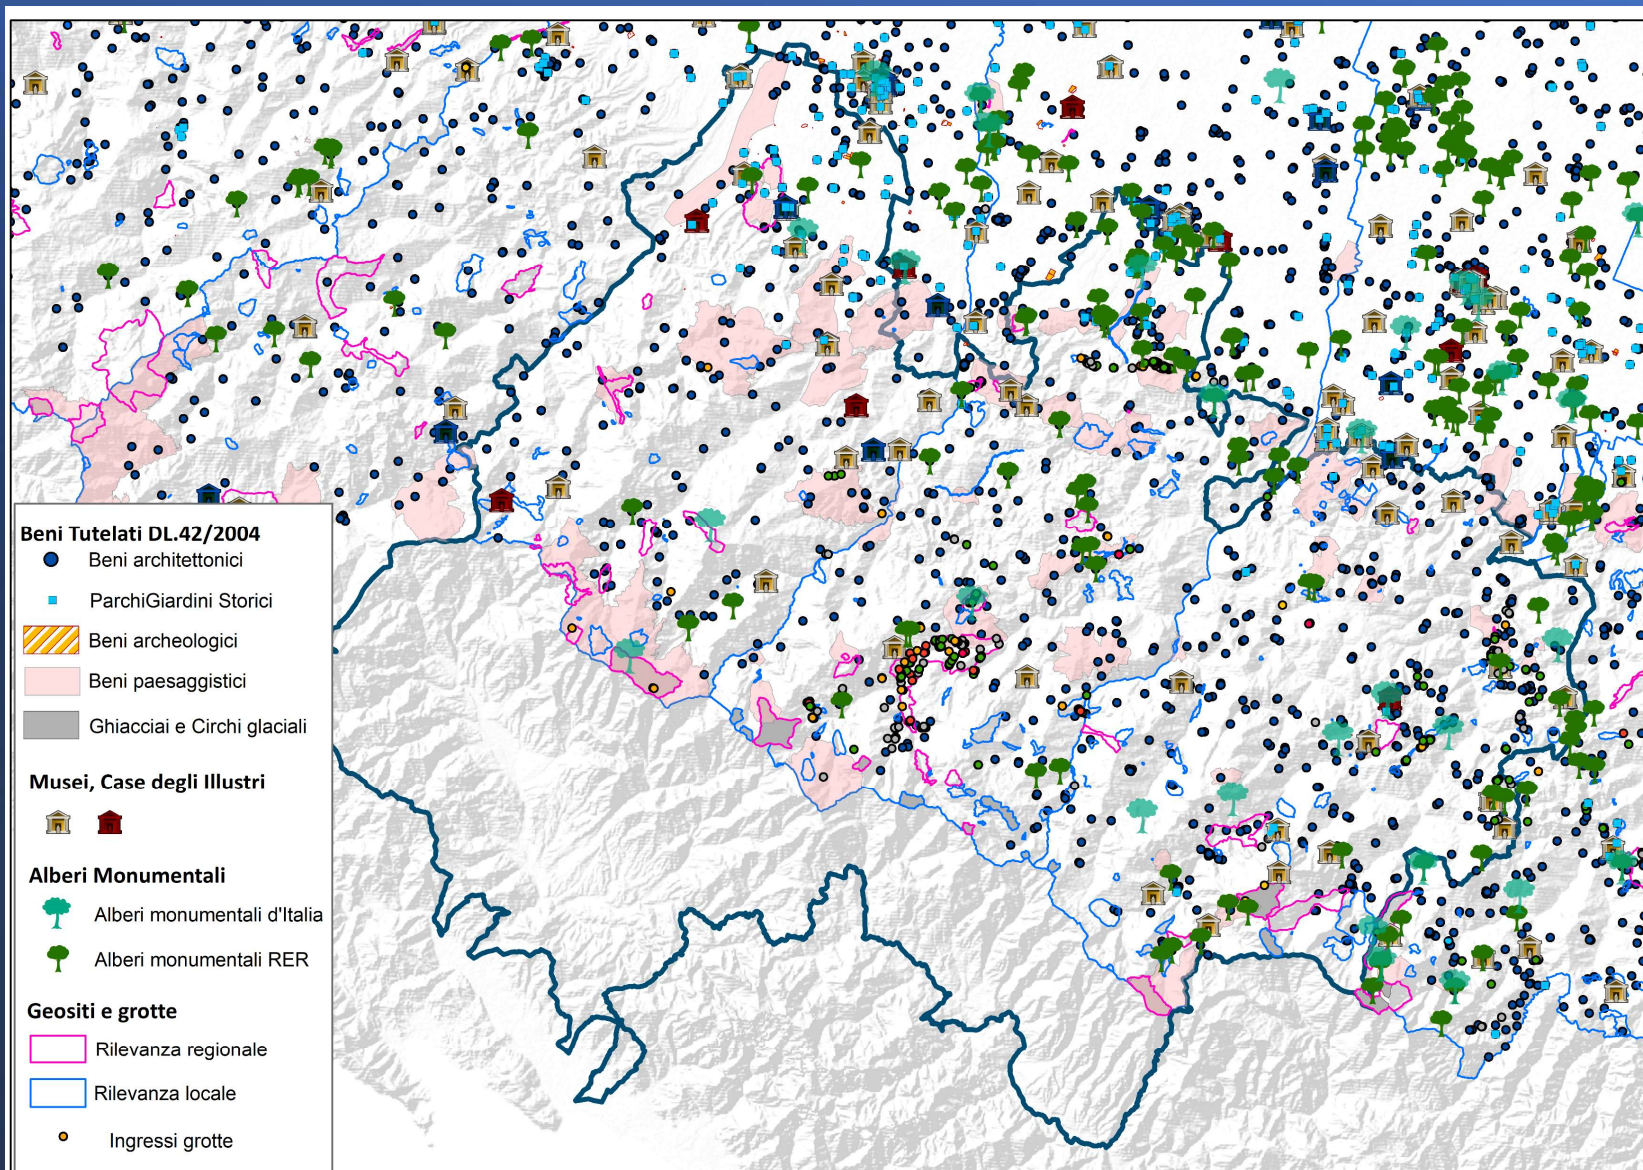 Beni Tutelati DL.42/2004
Beni architettonici
ParchiGiardini Storici
Beni archeologici
Beni paesaggistici
Ghiacciai e Circhi glaciali
Musei, Case degli Illustri
Alberi Monumentali
Alberi monumentali d'Italia
Alberi monumentali RER
Geositi e grotte
Rilevanza regionale
Rilevanza locale
Ingressi grotte